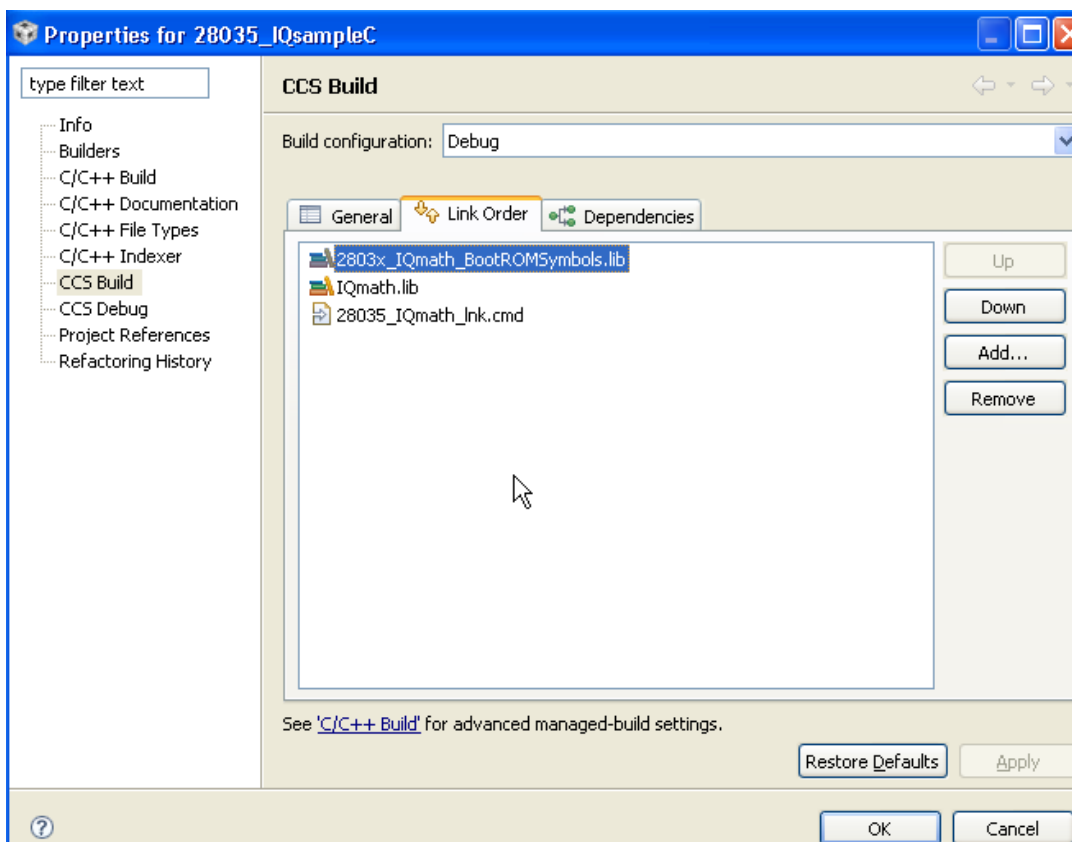 Properties for 28035_IQsampleC
type filter text
Info
Builders
C/C++ Build
C/C++ Documentation
C/C++ File Types
C/C++ Indexer
CCS Build
CCS Debug
Project References
Refactoring History
CCS Build
Build configuration: Debug
General Link Order Dependencies
2803x_IQmath_BootROMSymbols.lib
IQmath.lib
28035_IQmath_lnk.cmd
Up
Down
Add...
Remove
See 'C/C++ Build' for advanced managed-build settings.
Restore Defaults Apply
? OK Cancel